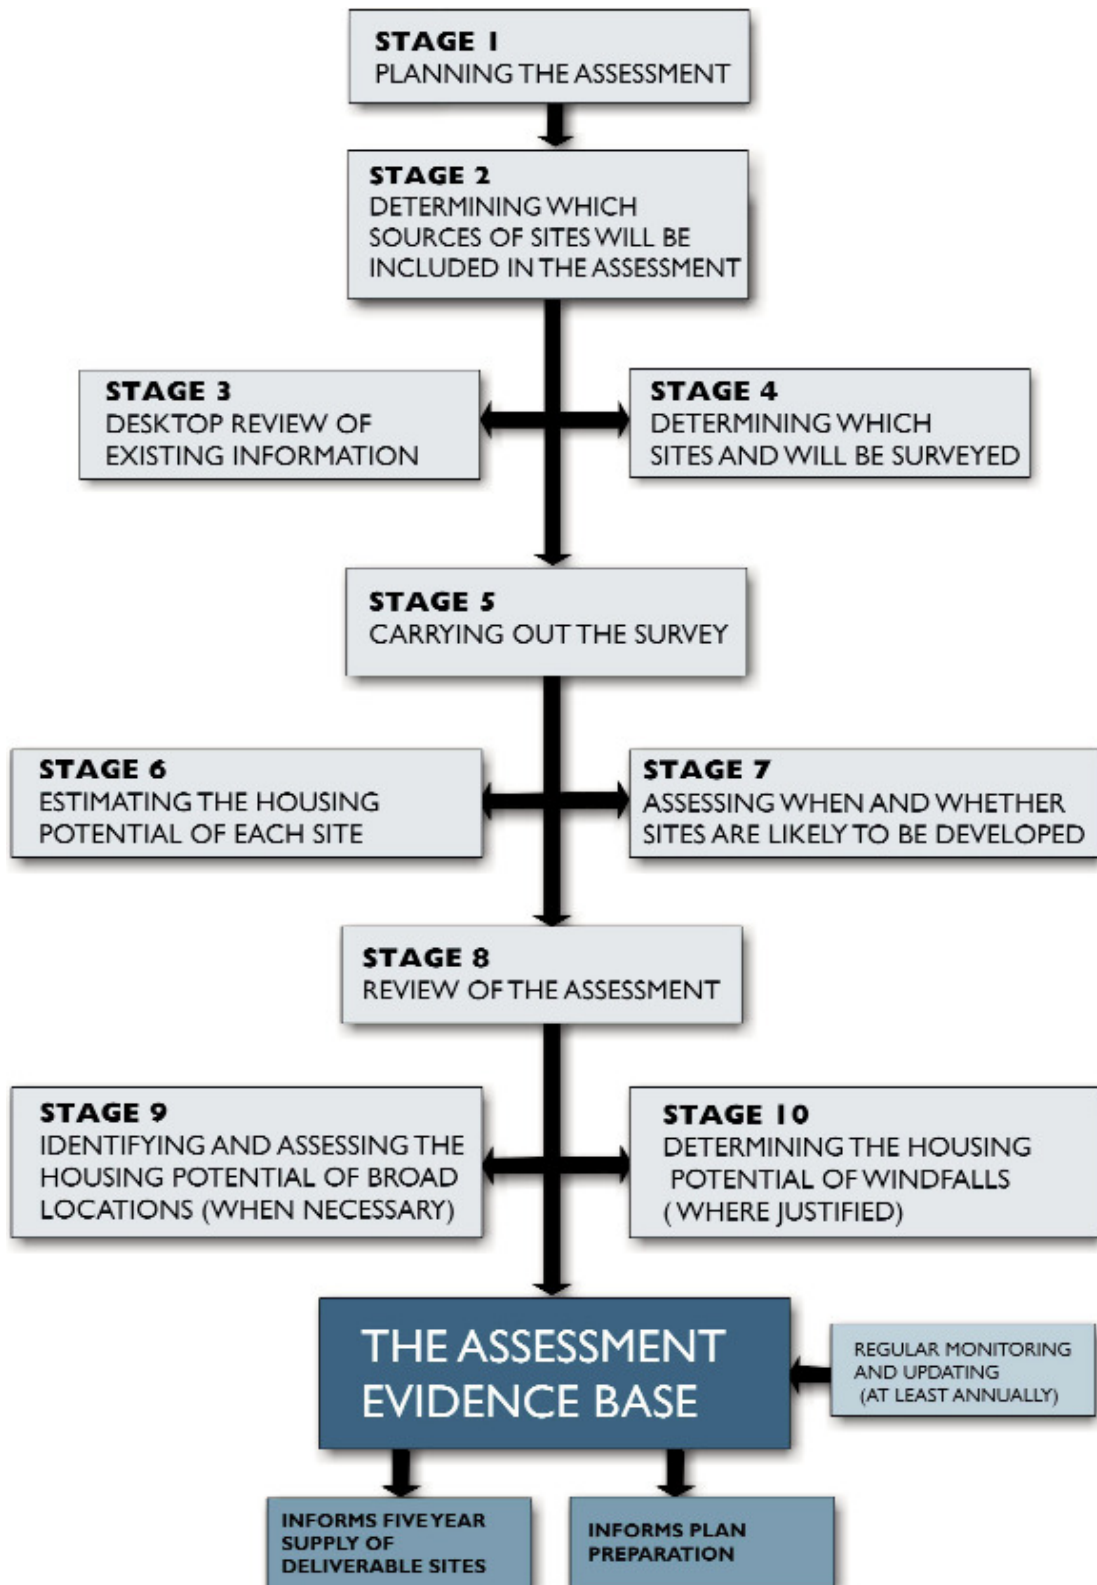 STAGE 1
PLANNING THE ASSESSMENT
STAGE 2
DETERMINING WHICH
SOURCES OF SITES WILL BE
INCLUDED IN THE ASSESSMENT
STAGE 3
DESKTOP REVIEW OF
EXISTING INFORMATION
STAGE 4
DETERMINING WHICH
SITES AND WILL BE SURVEYED
STAGE 5
CARRYING OUT THE SURVEY
STAGE 6
ESTIMATING THE HOUSING
POTENTIAL OF EACH SITE
STAGE 7
ASSESSING WHEN AND WHETHER
SITES ARE LIKELY TO BE DEVELOPED
STAGE 8
REVIEW OF THE ASSESSMENT
STAGE 9
IDENTIFYING AND ASSESSING THE
HOUSING POTENTIAL OF BROAD
LOCATIONS (WHEN NECESSARY)
STAGE 10
DETERMINING THE HOUSING
POTENTIAL OF WINDFALLS
( WHERE JUSTIFIED)
THE ASSESSMENT
EVIDENCE BASE
REGULAR MONITORING
AND UPDATING
(AT LEAST ANNUALLY)
INFORMS FIVE YEAR
SUPPLY OF
DELIVERABLE SITES
INFORMS PLAN
PREPARATION